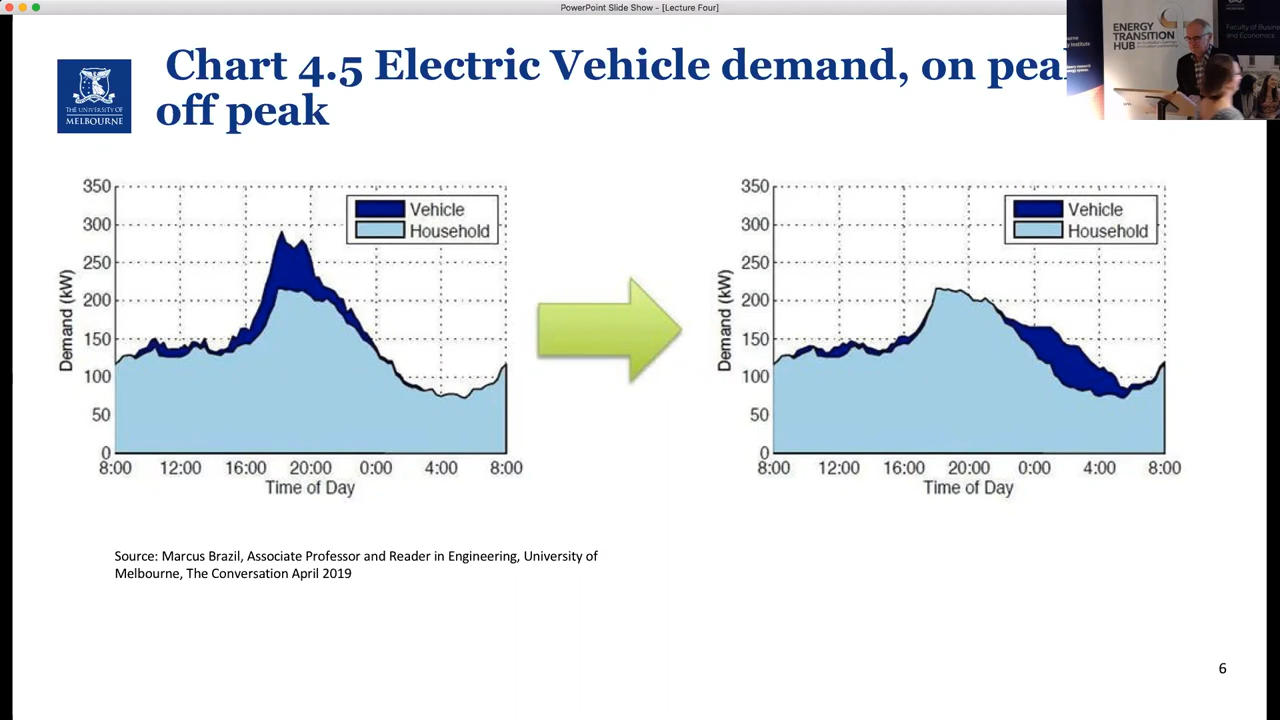 PowerPoint Slide Show - [Lecture Four]
THE UNIVERSITY OF
MELBOURNE
Chart 4.5 Electric Vehicle demand, on
off peak
ENERGY
TRANSITION
HUB
Faculty of Business
and Economics
350
300
250
200
150
100
50
0
Demand (kW)
Vehicle
Household
8:00 12:00 16:00 20:00 0:00 4:00 8:00
Time of Day
350
300
250
200
150
100
50
0
Demand (kW)
Vehicle
Household
8:00 12:00 16:00 20:00 0:00 4:00 8:00
Time of Day
Source: Marcus Brazil, Associate Professor and Reader in Engineering, University of
Melbourne, The Conversation April 2019
6